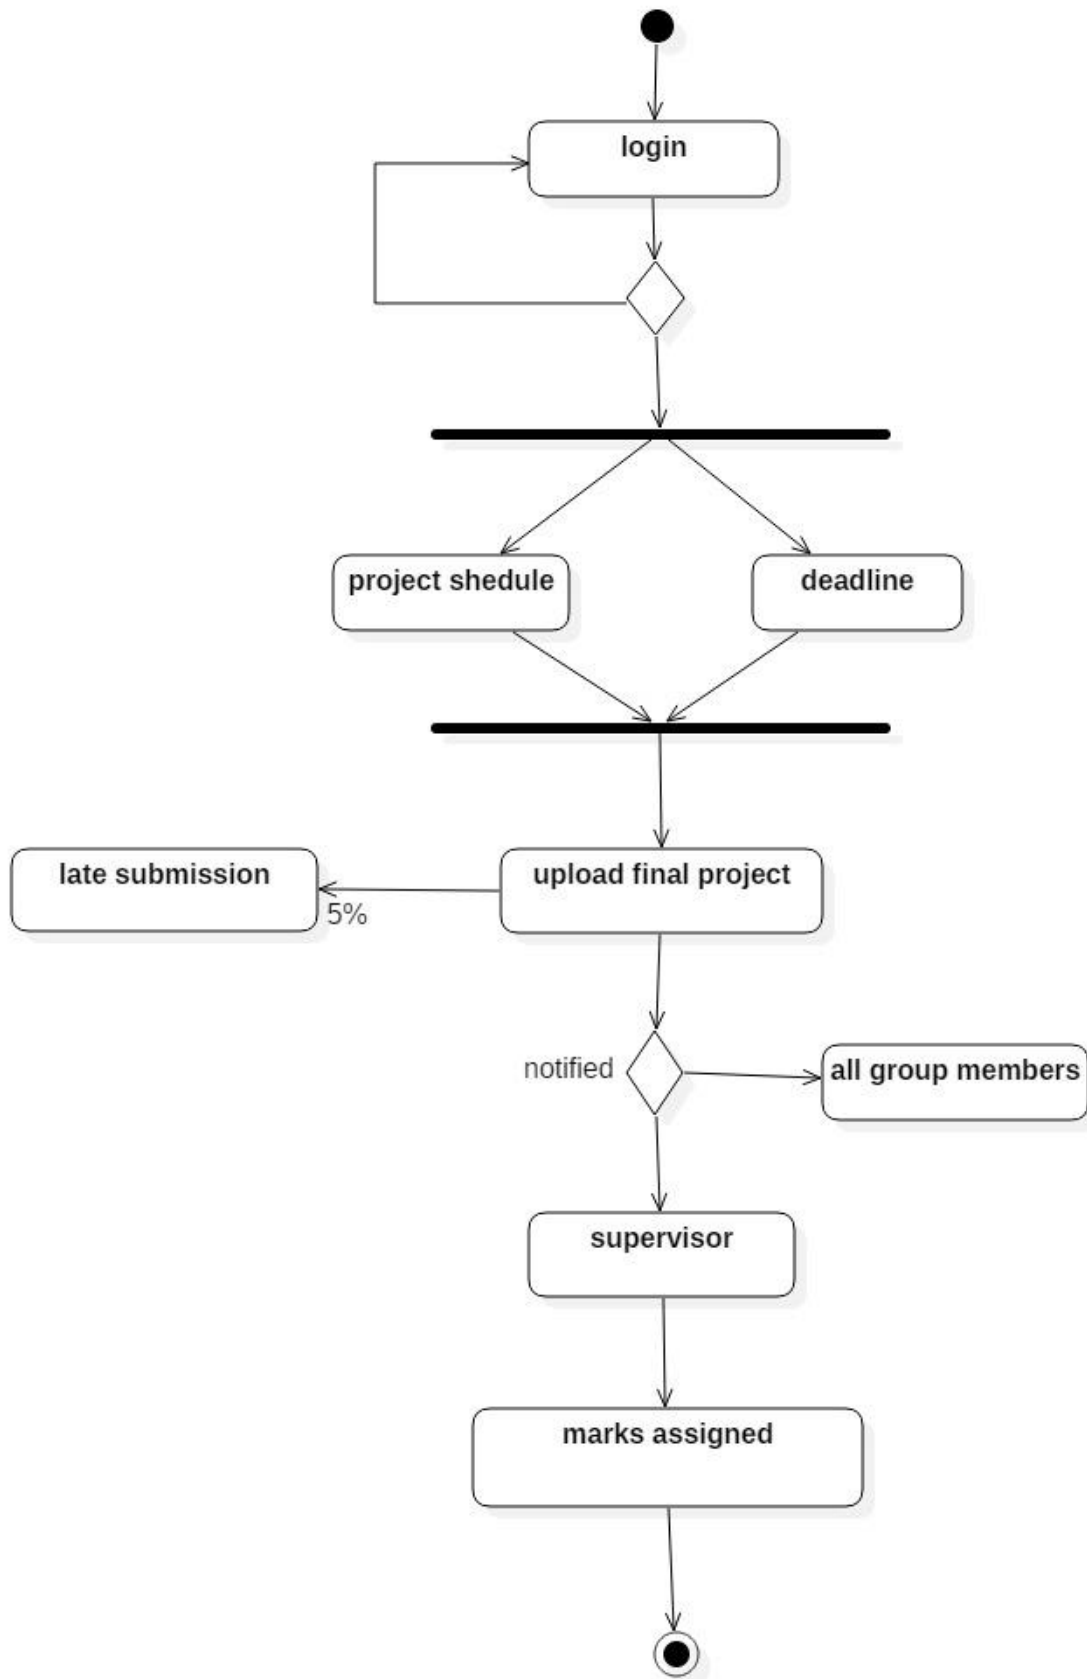 login
project shedule
deadline
late submission
upload final project
5%
notified
all group members
supervisor
marks assigned